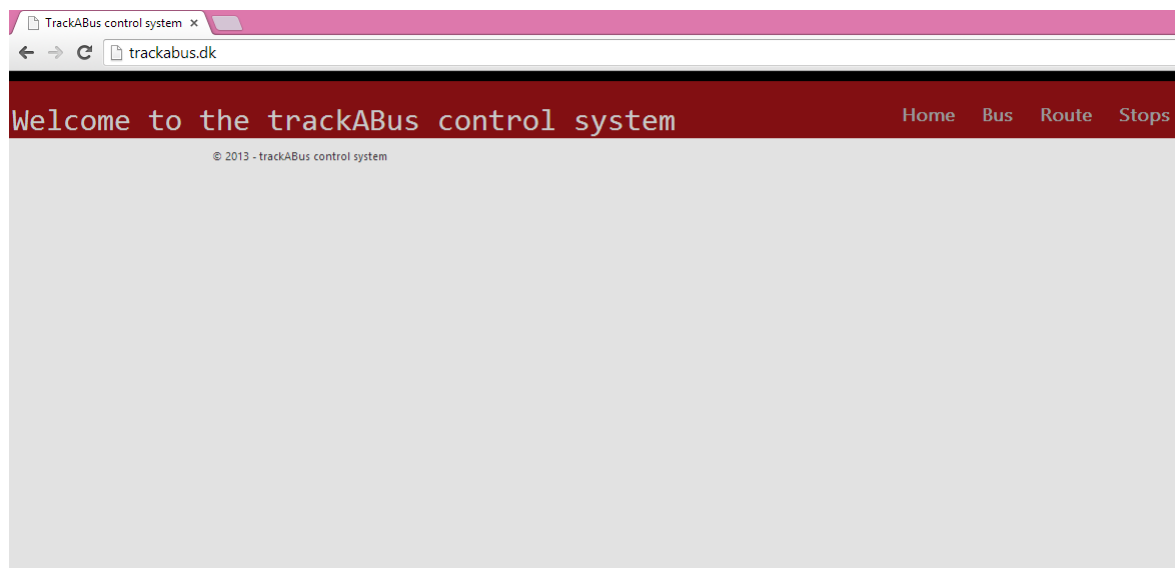 TrackABus control system
trackabus.dk
Welcome to the trackABus control system
Home Bus Route Stops
© 2013 - trackABus control system